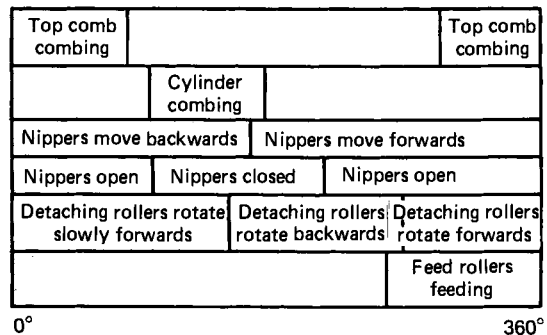 Top comb
combing
Top comb
combing
Cylinder
combing
Nippers move backwards
Nippers move forwards
Nippers open
Nippers closed
Nippers open
Detaching rollers rotate
slowly forwards
Detaching rollers
rotate backwards
Detaching rollers
rotate forwards
Feed rollers
feeding
0°
360°